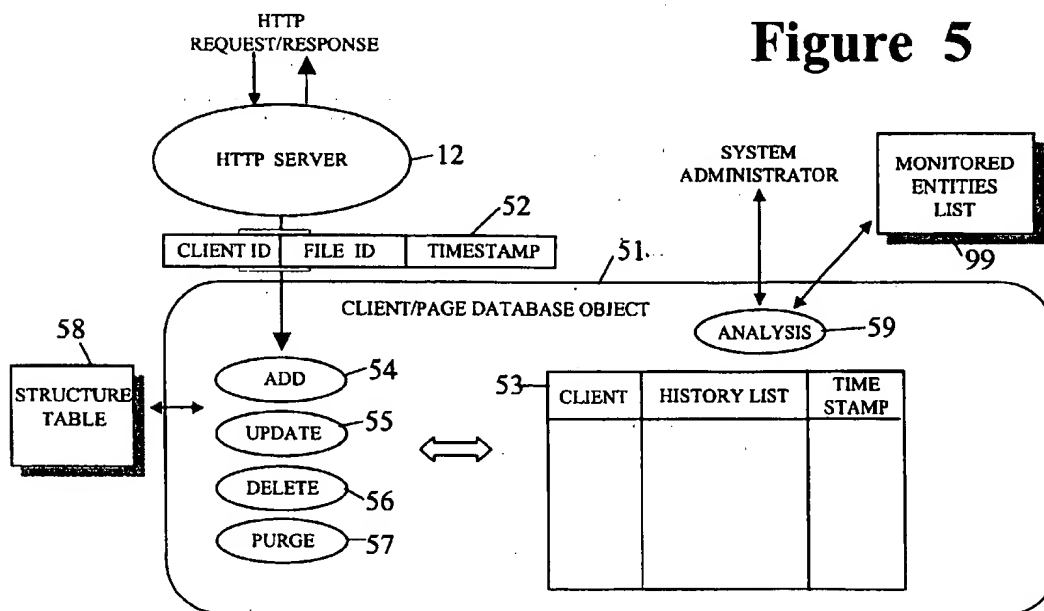 HTTP
REQUEST/RESPONSE
Figure 5
HTTP SERVER
12
SYSTEM
ADMINISTRATOR
MONITORED
ENTITIES
LIST
99
52
CLIENT ID FILE ID TIMESTAMP
51
CLIENT/PAGE DATABASE OBJECT
ANALYSIS
59
58
STRUCTURE
TABLE
ADD
54
UPDATE
55
DELETE
56
PURGE
57
53
CLIENT HISTORY LIST TIME
STAMP